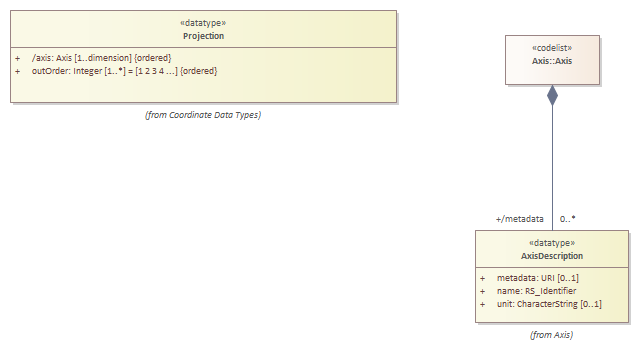 «datatype»
Projection
+ /axis: Axis [1..dimension] {ordered}
+ outOrder: Integer [1..*] = [1 2 3 4 ...] {ordered}
(from Coordinate Data Types)
«codelist»
Axis::Axis
+/metadata 0..*
«datatype»
AxisDescription
+ metadata: URI [0..1]
+ name: RS_Identifier
+ unit: CharacterString [0..1]
(from Axis)